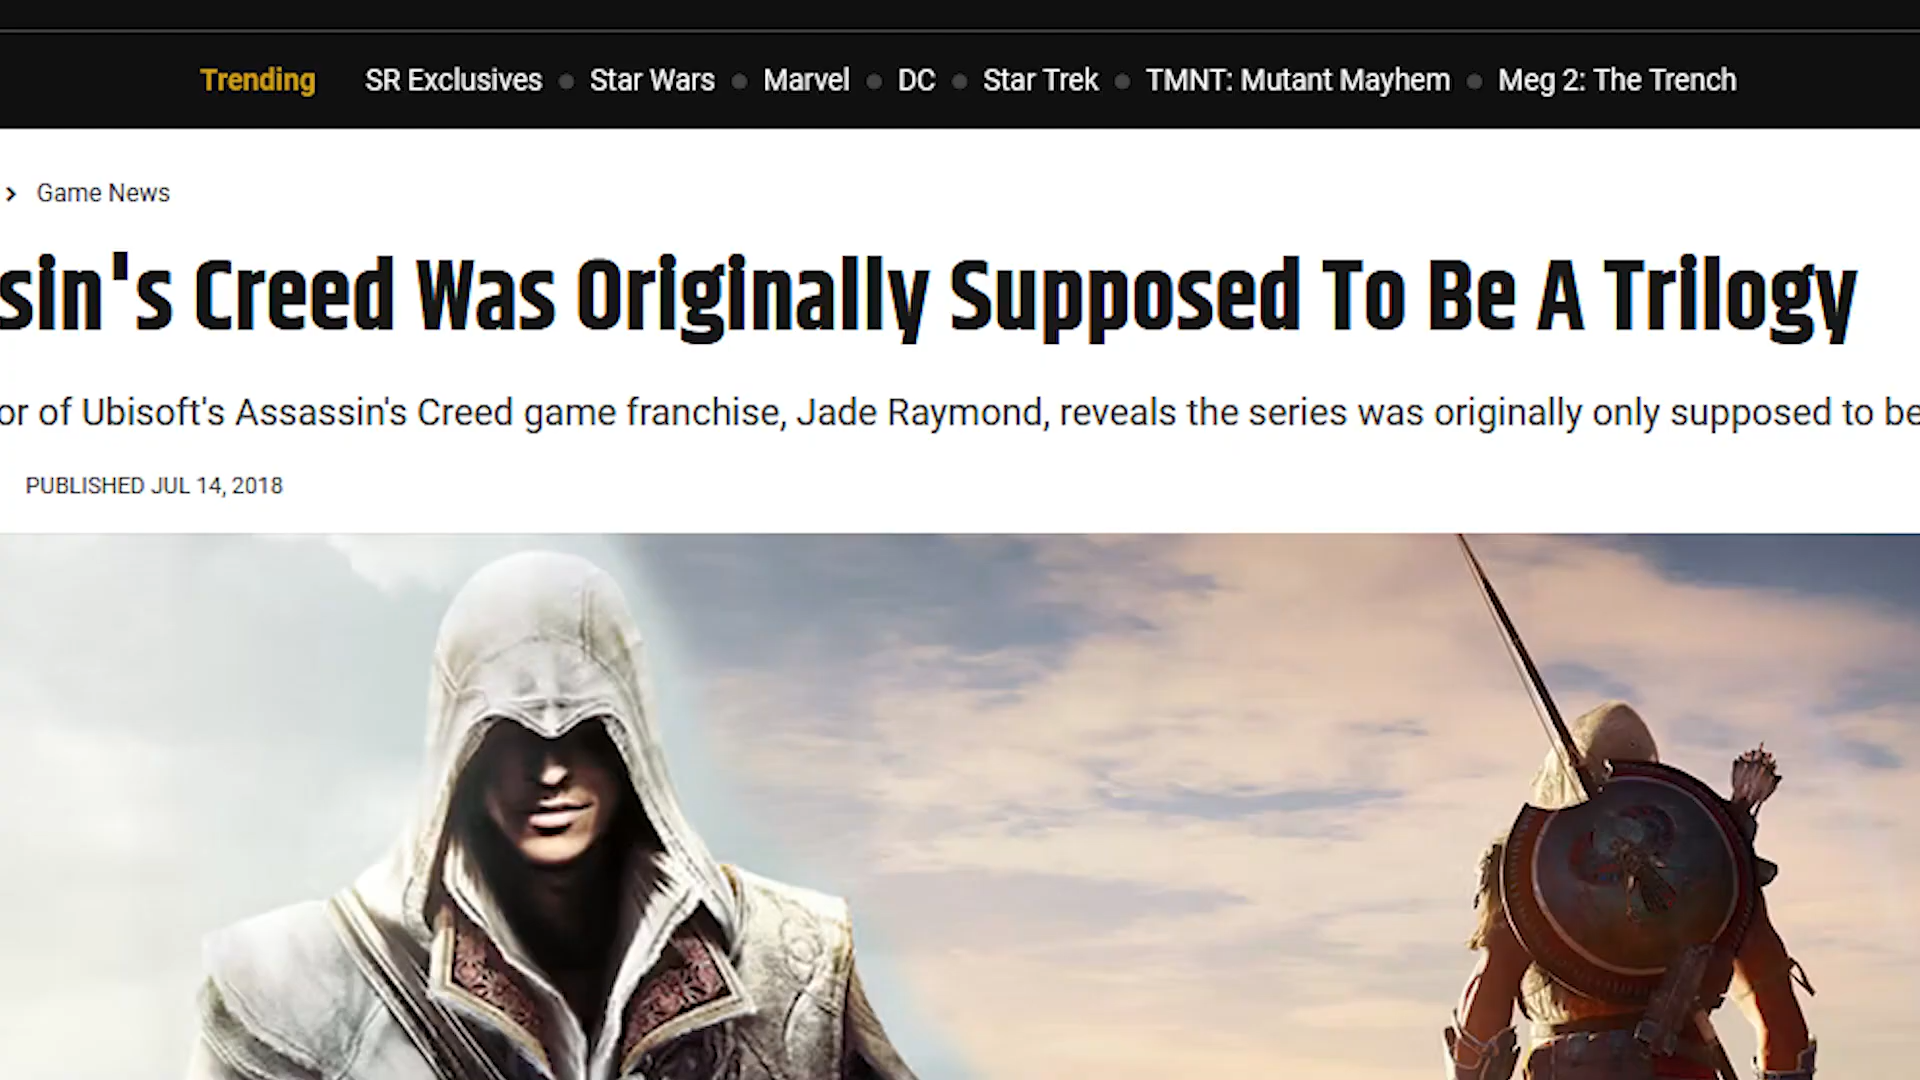 Trending SR Exclusives Star Wars Marvel DC Star Trek TMNT: Mutant Mayhem Meg 2: The Trench
Game News
sin's Creed Was Originally Supposed To Be A Trilogy
or of Ubisoft's Assassin's Creed game franchise, Jade Raymond, reveals the series was originally only supposed to be
PUBLISHED JUL 14, 2018